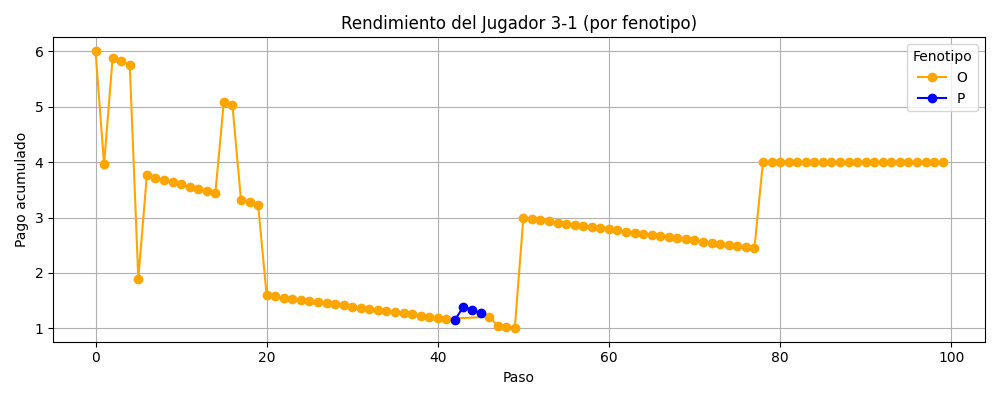 Rendimiento del Jugador 3-1 (por fenotipo)
Pago acumulado
6
5
4
3
2
1
Fenotipo
O
P
0
20
40
60
80
100
Paso